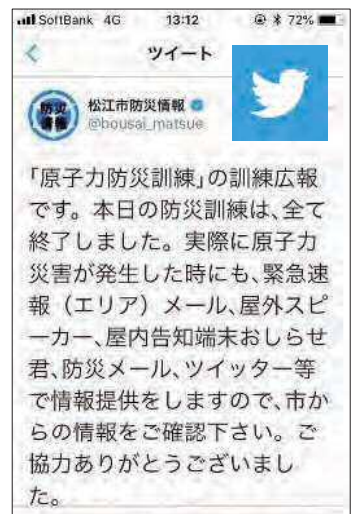 SoftBank 4G 13:12 72%
ツイート
防災
情報
松江市防災情報
@bousai_matsue
「原子力防災訓練」の訓練広報
です。本日の防災訓練は、全て
終了しました。実際に原子力
災害が発生した時にも、緊急速
報（エリア）メール、屋外スピ
ーカー、屋内告知端末おしらせ
君、防災メール、ツイッター等
で情報提供をしますので、市か
らの情報をご確認下さい。ご
協力ありがとうございまし
た。